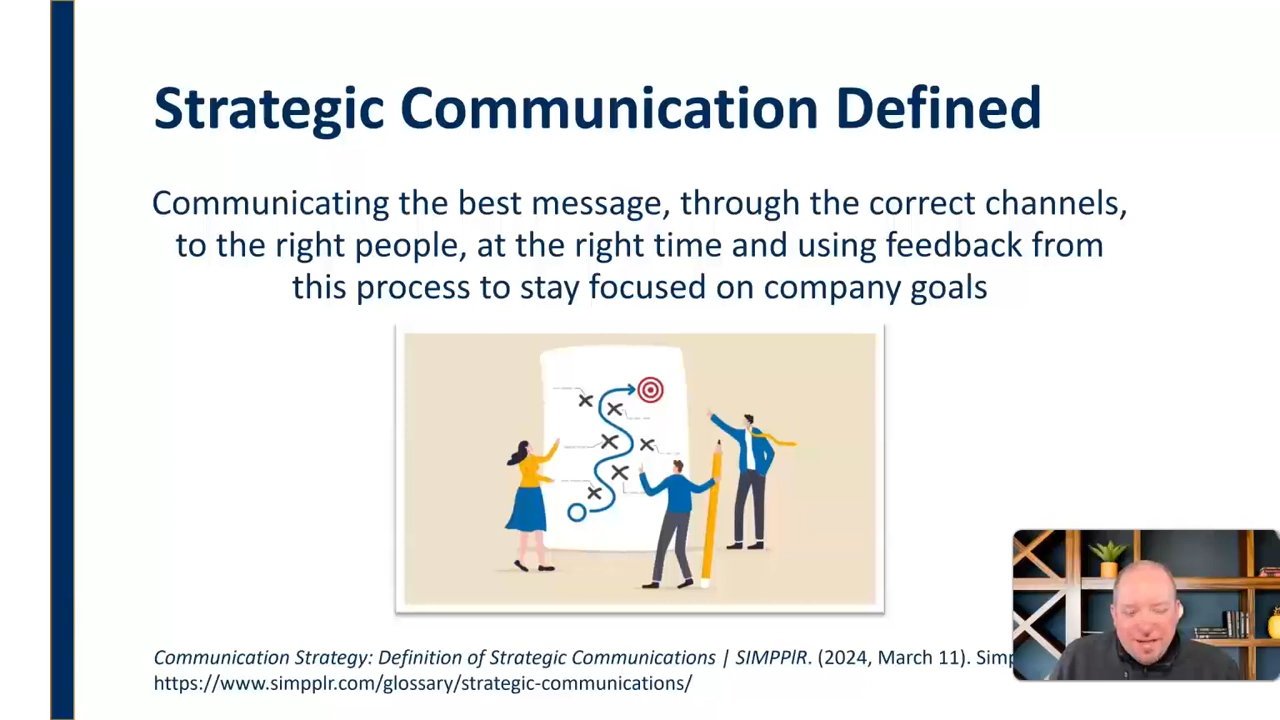 Strategic Communication Defined
Communicating the best message, through the correct channels,
to the right people, at the right time and using feedback from
this process to stay focused on company goals
Communication Strategy: Definition of Strategic Communications | SIMPPlR. (2024, March 11).
https://www.simpplr.com/glossary/strategic-communications/